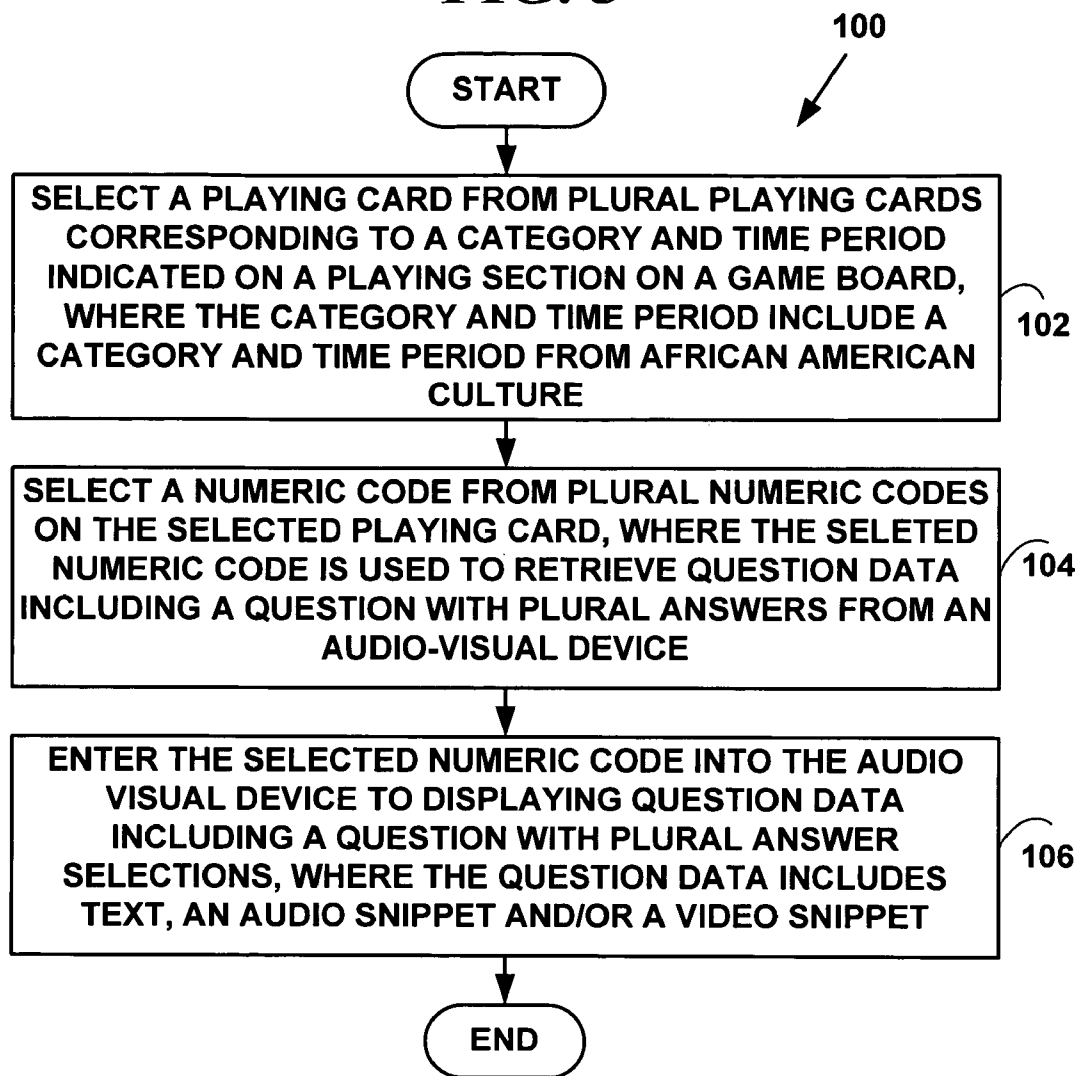 100
START
SELECT A PLAYING CARD FROM PLURAL PLAYING CARDS
CORRESPONDING TO A CATEGORY AND TIME PERIOD
INDICATED ON A PLAYING SECTION ON A GAME BOARD,
WHERE THE CATEGORY AND TIME PERIOD INCLUDE A
CATEGORY AND TIME PERIOD FROM AFRICAN AMERICAN
CULTURE
102
SELECT A NUMERIC CODE FROM PLURAL NUMERIC CODES
ON THE SELECTED PLAYING CARD, WHERE THE SELETED
NUMERIC CODE IS USED TO RETRIEVE QUESTION DATA
INCLUDING A QUESTION WITH PLURAL ANSWERS FROM AN
AUDIO-VISUAL DEVICE
104
ENTER THE SELECTED NUMERIC CODE INTO THE AUDIO
VISUAL DEVICE TO DISPLAYING QUESTION DATA
INCLUDING A QUESTION WITH PLURAL ANSWER
SELECTIONS, WHERE THE QUESTION DATA INCLUDES
TEXT, AN AUDIO SNIPPET AND/OR A VIDEO SNIPPET
106
END